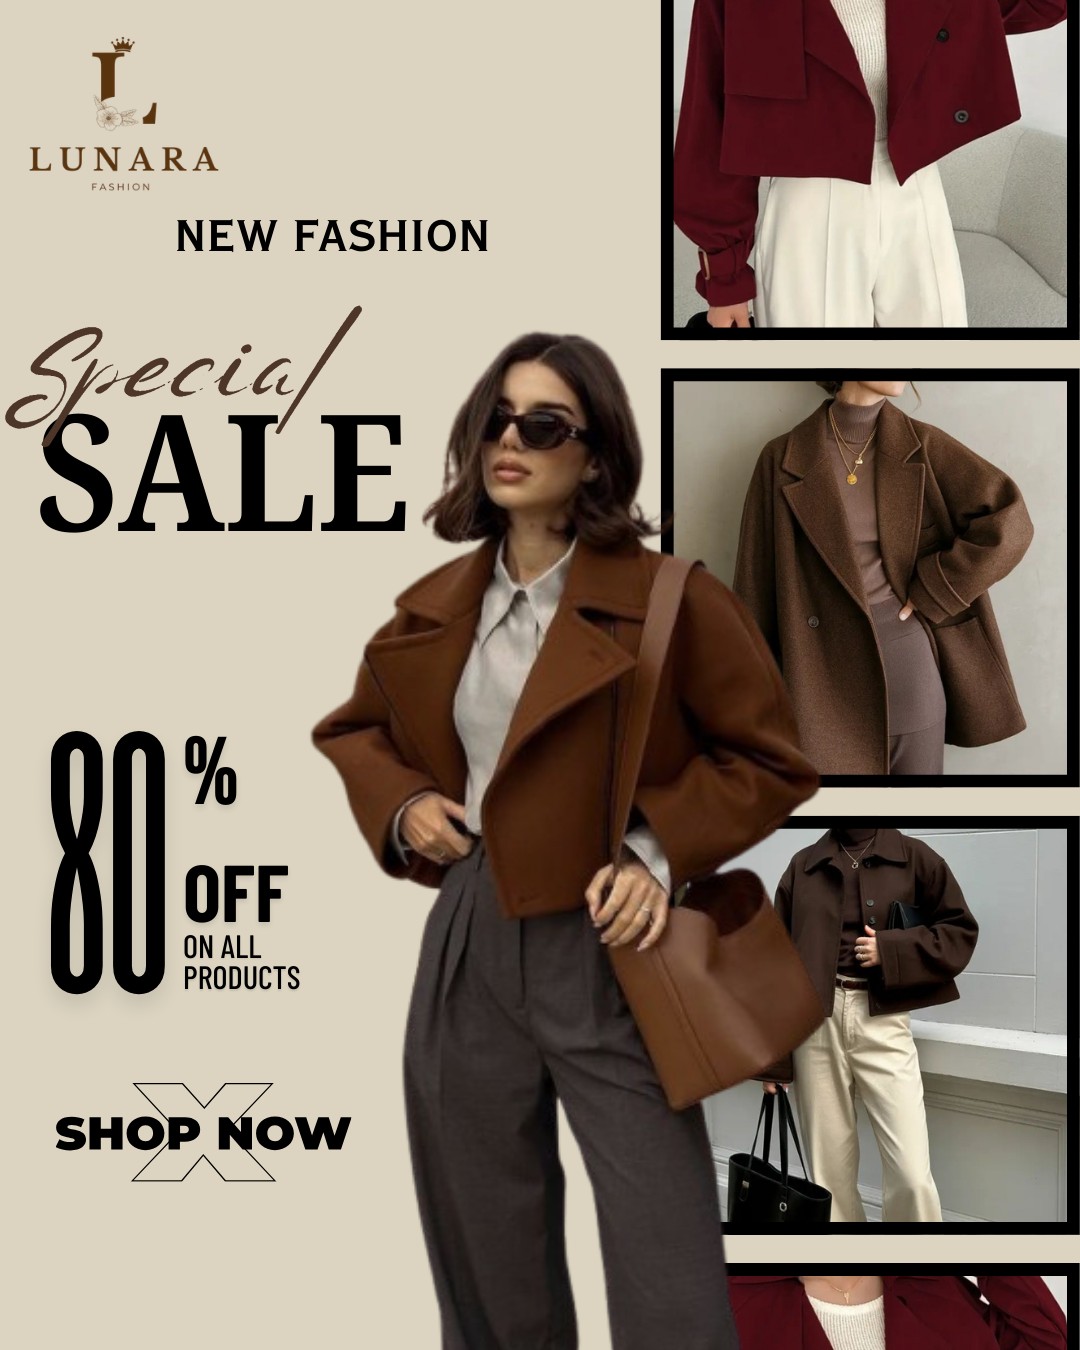 L
LUNARA
FASHION
NEW FASHION
Special
SALE
80%
OFF
ON ALL
PRODUCTS
X
SHOP NOW